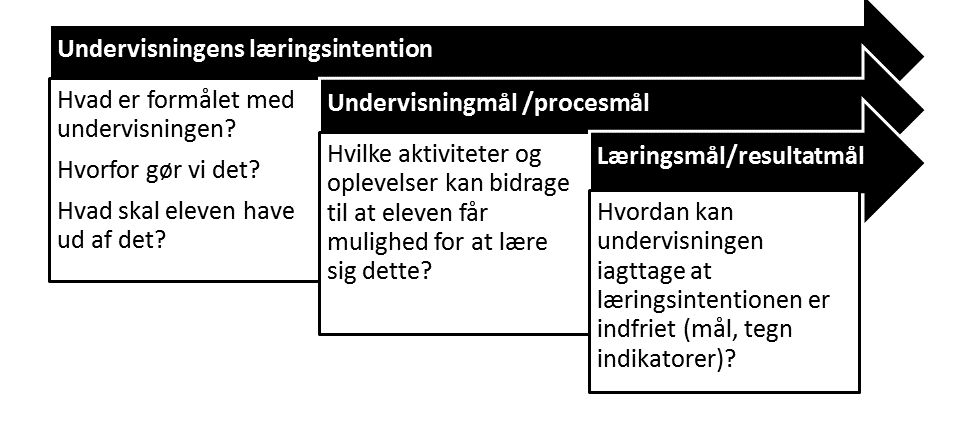 Undervisningens læringsintention
Hvad er formålet med
undervisningen?
Hvorfor gør vi det?
Hvad skal eleven have
ud af det?
Undervisningmål /procesmål
Hvilke aktiviteter og
oplevelser kan bidrage
til at eleven får
mulighed for at lære
sig dette?
Læringsmål/resultatmål
Hvordan kan
undervisningen
iagttage at
læringsintentionen er
indfriet (mål, tegn
indikatorer)?